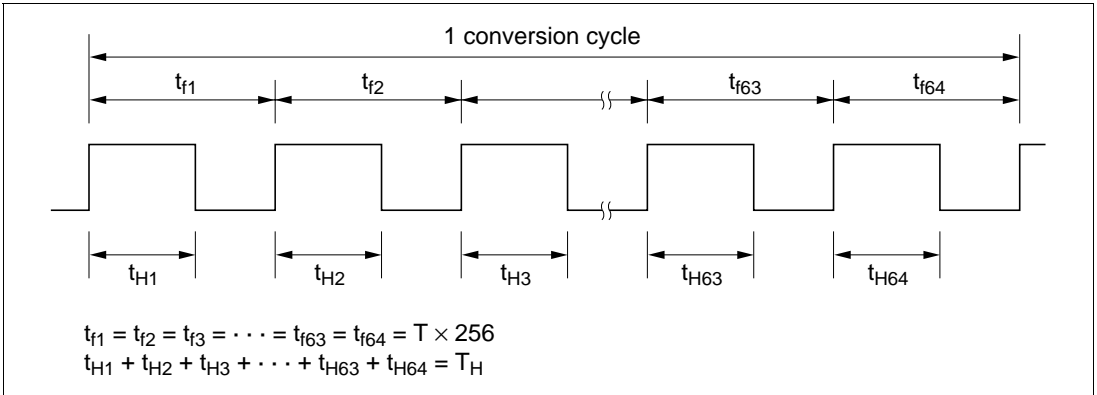 1 conversion cycle
tf1 tf2 tf63 tf64
tH1 tH2 tH3 tH63 tH64
tf1 = tf2 = tf3 = · · · = tf63 = tf64 = T × 256
tH1 + tH2 + tH3 + · · · + tH63 + tH64 = TH